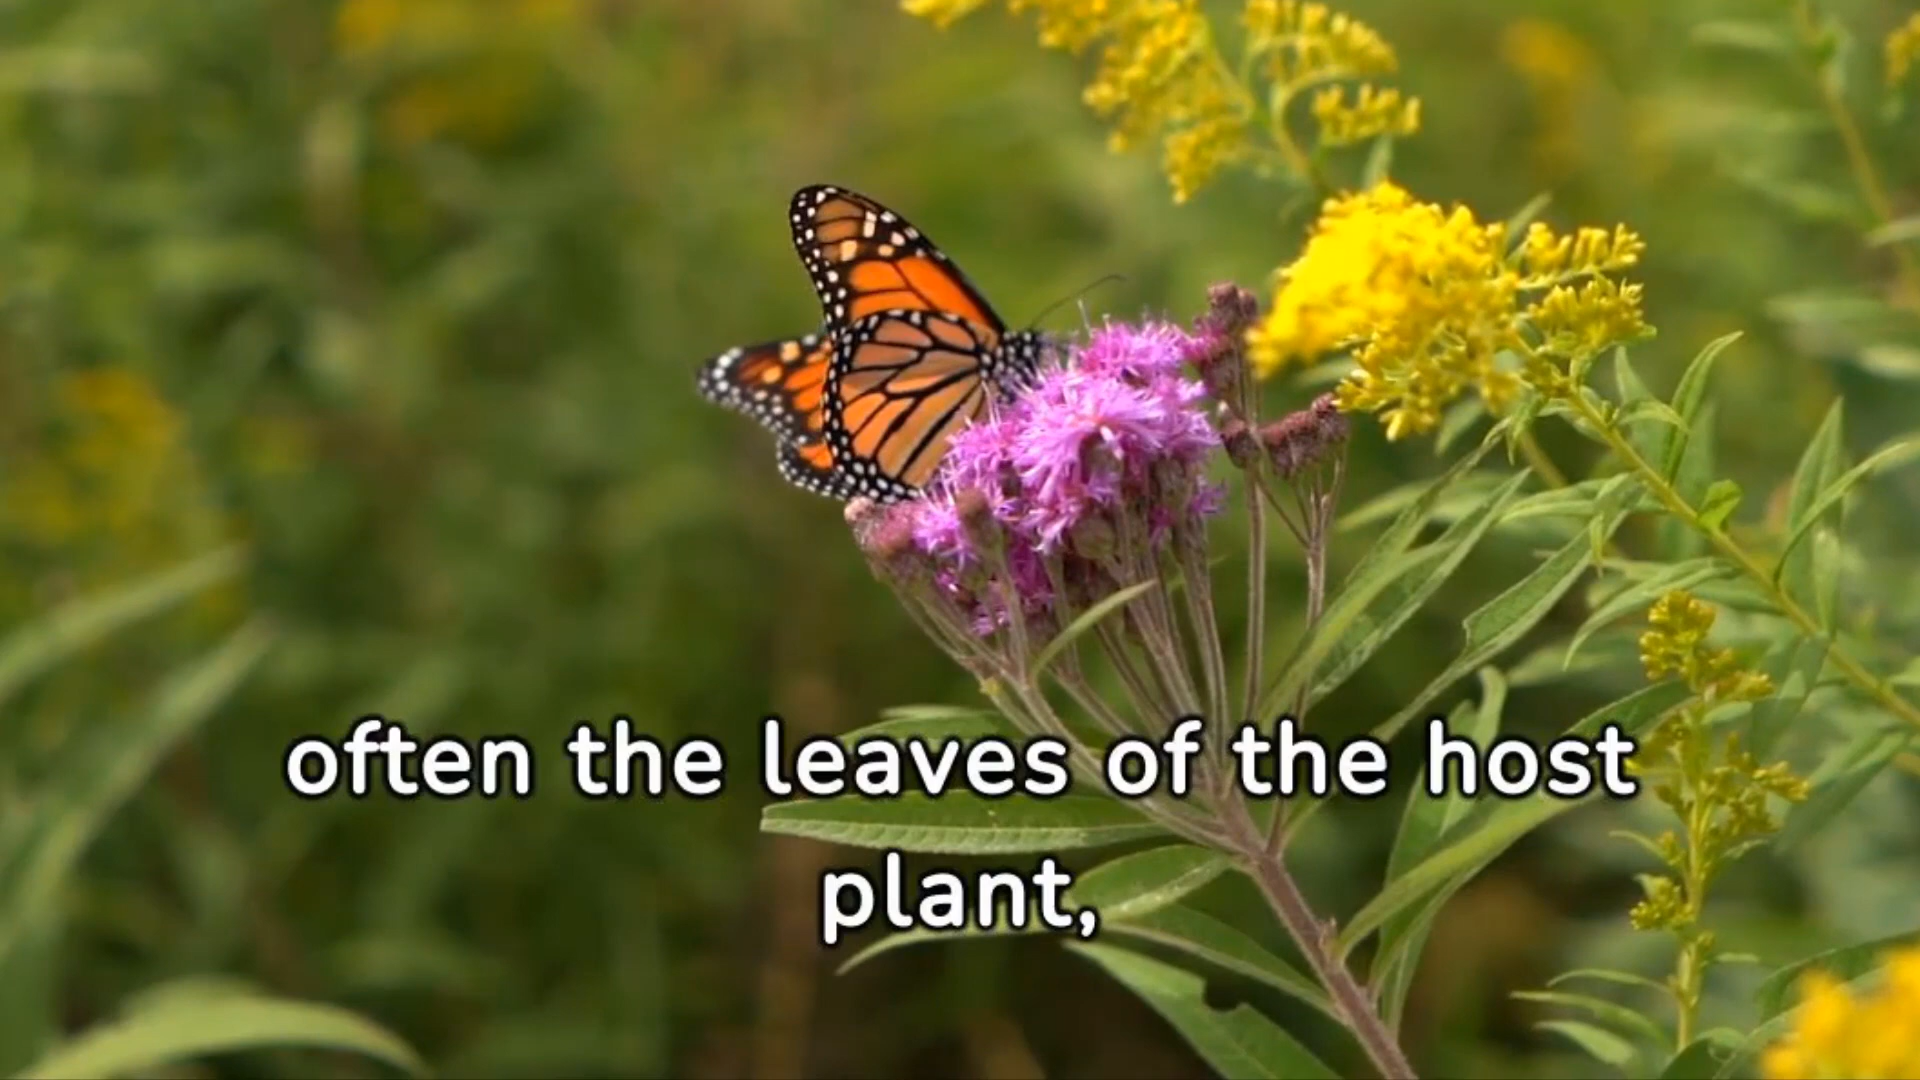 often the leaves of the host
plant,